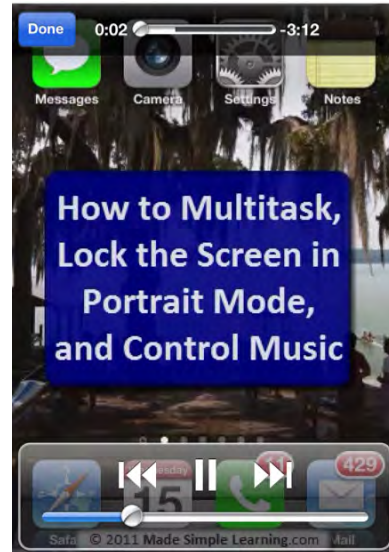 Done 0:02 -3:12
Messages Camera Settings Notes
How to Multitask,
Lock the Screen in
Portrait Mode,
and Control Music
429
15
© 2011 Made Simple Learning.com